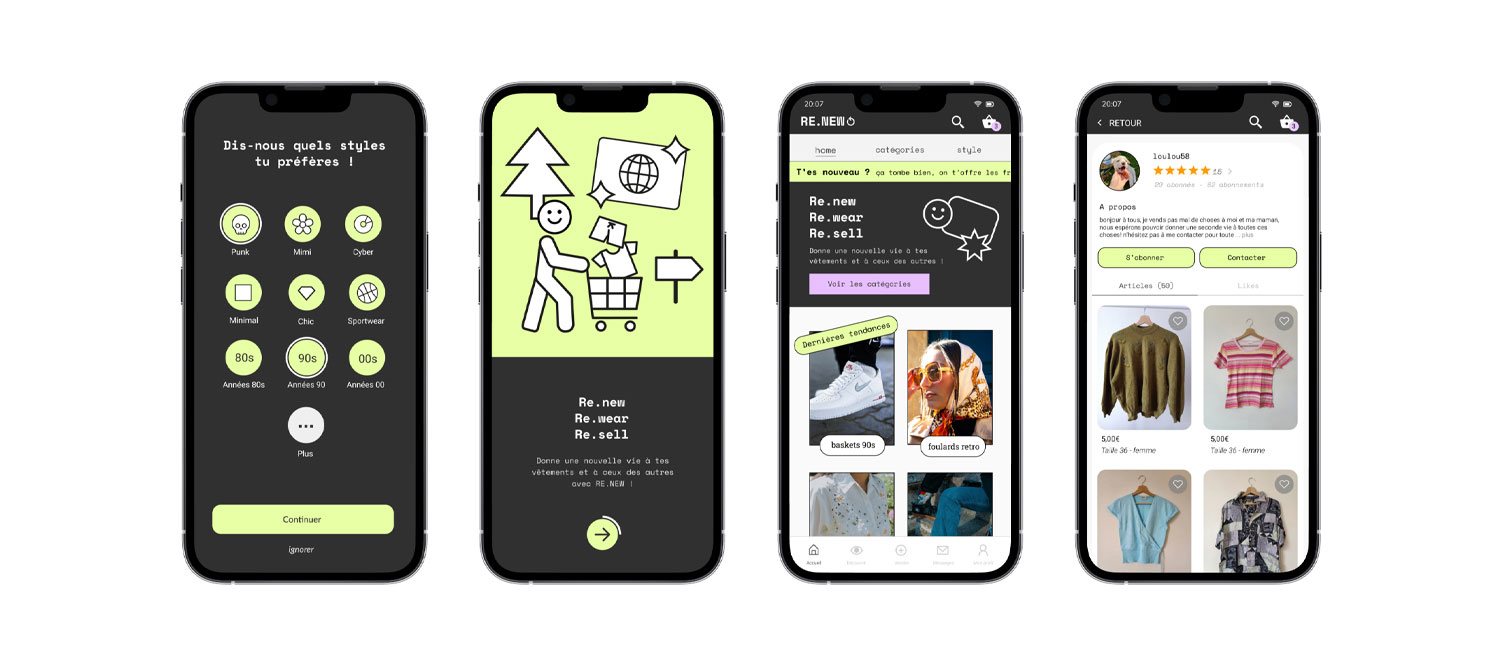 Dis-nous quels styles
tu préfères !
Punk
Mimi
Cyber
Minimal
Chic
Sportwear
80s
90s
00s
Années 80s
Années 90
Années 00
Plus
Continuer
ignorer
Re.new
Re.wear
Re.sell
Donne une nouvelle vie à tes
vêtements et à ceux des autres
avec RE.NEW !
20:07
RE.NEW
3
home
catégories
style
T'es nouveau ? ça tombe bien, on t'offre les fr
Re.new
Re.wear
Re.sell
Donne une nouvelle vie à tes
vêtements et à ceux des autres !
Voir les catégories
Dernières tendances
baskets 90s
foulards retro
Accueil
Messages
20:07
RETOUR
3
loulou58
16
20 abonnés - 52 abonnements
A propos
bonjour à tous, je vends pas mal de choses à moi et ma maman,
nous espérons pouvoir donner une seconde vie à toutes ces
choses! n'hésitez pas à me contacter pour toute ...plus
S'abonner
Contacter
Articles (50)
Likes
5,00€
Taille 36 - femme
5,00€
Taille 36 - femme